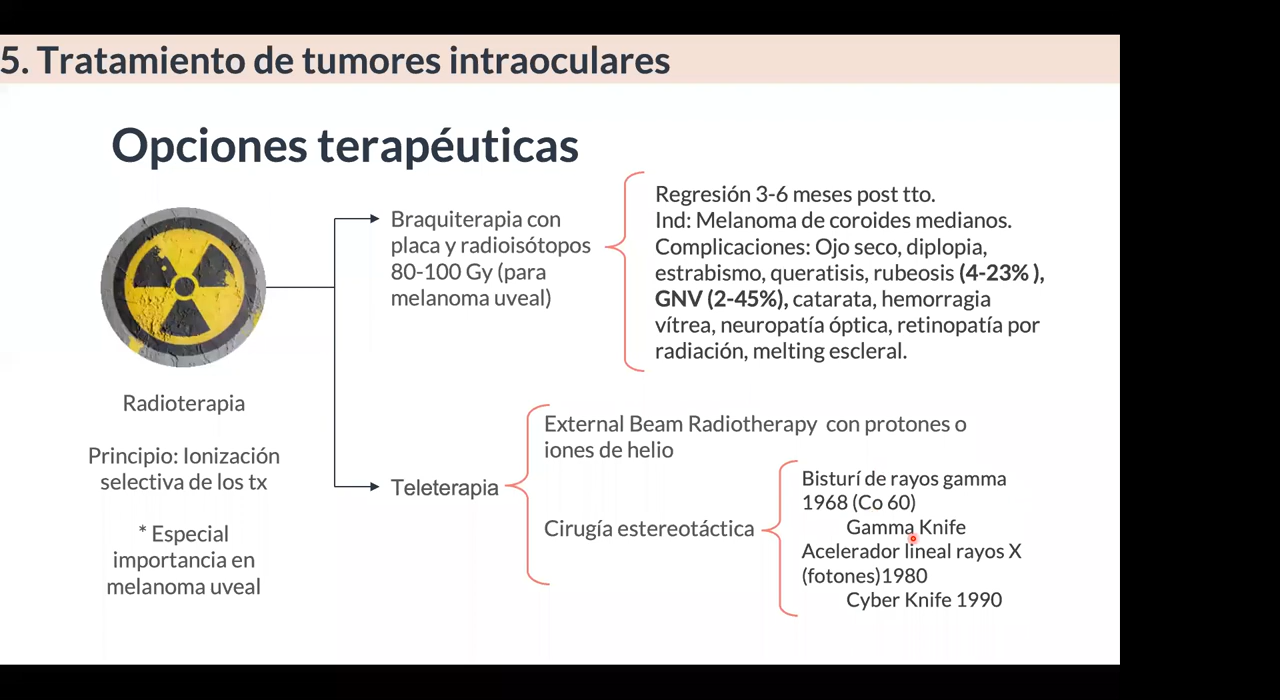 5. Tratamiento de tumores intraoculares
Opciones terapéuticas
Radioterapia
Principio: Ionización
selectiva de los tx
* Especial
importancia en
melanoma uveal
Braquiterapia con
placa y radioisótopos
80-100 Gy (para
melanoma uveal)
Regresión 3-6 meses post tto.
Ind: Melanoma de coroides medianos.
Complicaciones: Ojo seco, diplopia,
estrabismo, queratisis, rubeosis (4-23% ),
GNV (2-45%), catarata, hemorragia
vítrea, neuropatía óptica, retinopatía por
radiación, melting escleral.
Teleterapia
External Beam Radiotherapy con protones o
iones de helio
Cirugía estereotáctica
Bisturí de rayos gamma
1968 (Co 60)
Gamma Knife
Acelerador lineal rayos X
(fotones)1980
Cyber Knife 1990